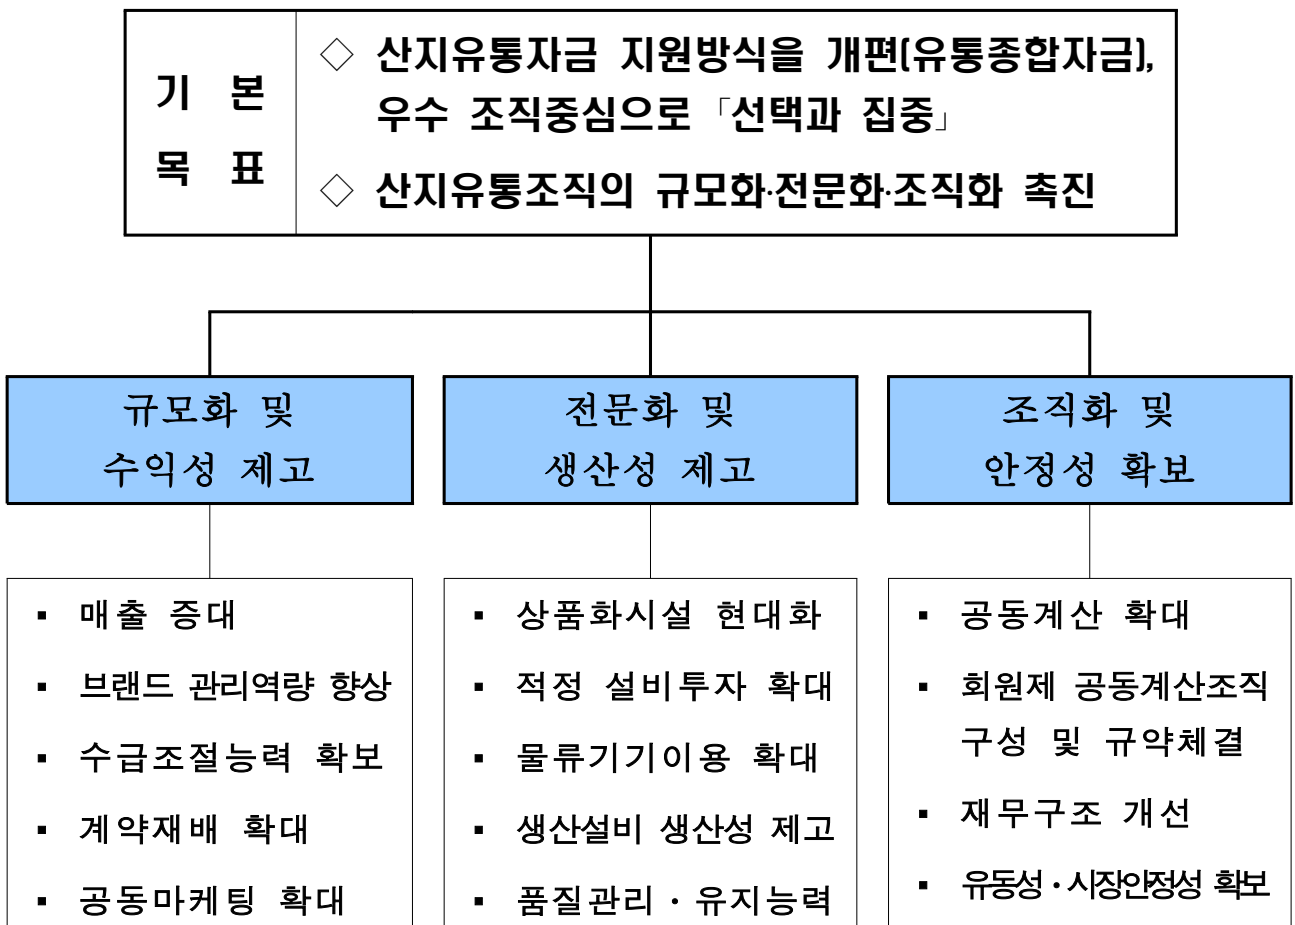 기 본
목 표
◇ 산지유통자금 지원방식을 개편(유통종합자금),
우수 조직중심으로 「선택과 집중」
◇ 산지유통조직의 규모화·전문화·조직화 촉진
규모화 및
수익성 제고
▪ 매출 증대
▪ 브랜드 관리역량 향상
▪ 수급조절능력 확보
▪ 계약재배 확대
▪ 공동마케팅 확대
전문화 및
생산성 제고
▪ 상품화시설 현대화
▪ 적정 설비투자 확대
▪ 물류기기이용 확대
▪ 생산설비 생산성 제고
▪ 품질관리·유지능력
조직화 및
안정성 확보
▪ 공동계산 확대
▪ 회원제 공동계산조직
구성 및 규약체결
▪ 재무구조 개선
▪ 유동성·시장안정성 확보